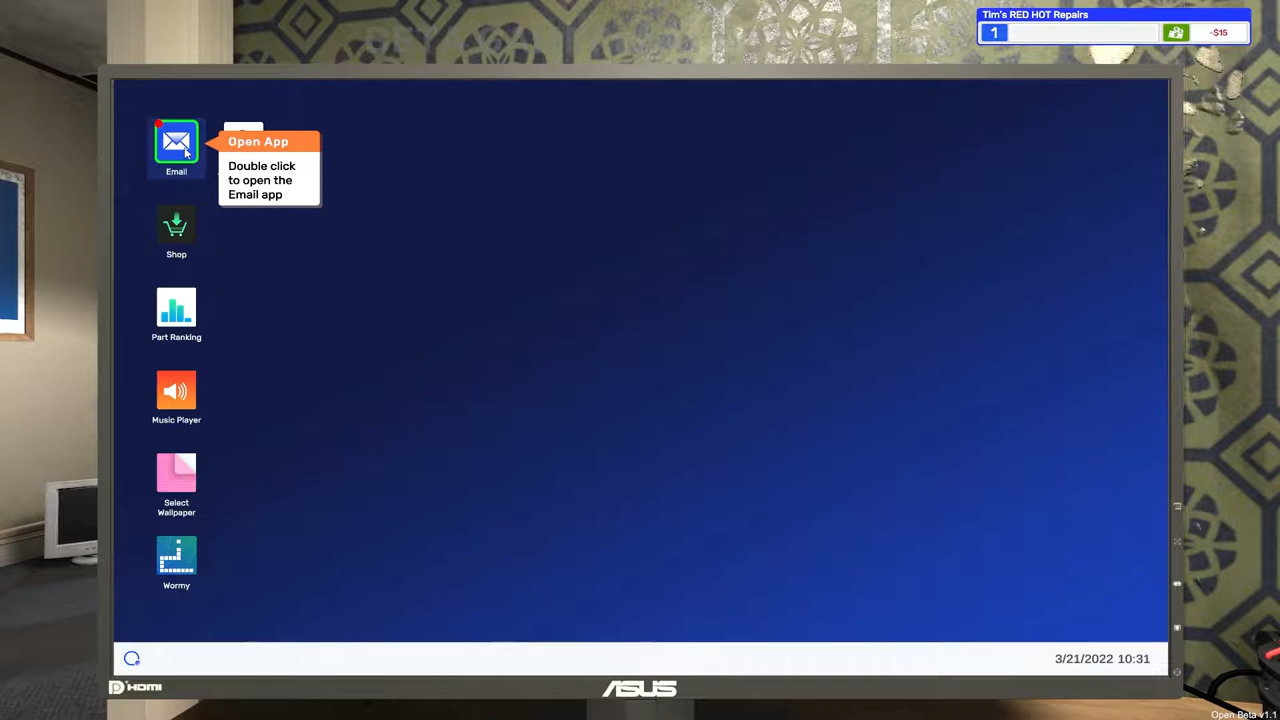 Tim's RED HOT Repairs
1
-$15
Open App
Double click
to open the
Email app
Email
Shop
Part Ranking
Music Player
Select
Wallpaper
Wormy
3/21/2022 10:31
HDMI
ASUS
Open Beta v1.1